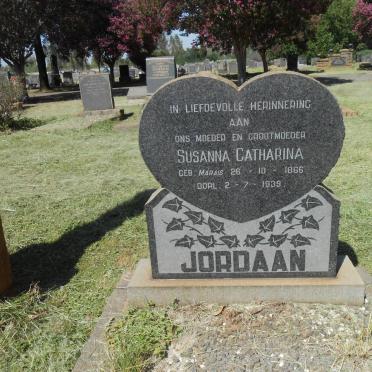 IN LIEFDEVOLLE HERINNERING
AAN
ONS MOEDER EN GROOTMOEDER
SUSANNA CATHARINA
GEB. MARAIS 26 - 10 - 1866
OORL. 2 - 7 - 1939.
JORDAAN